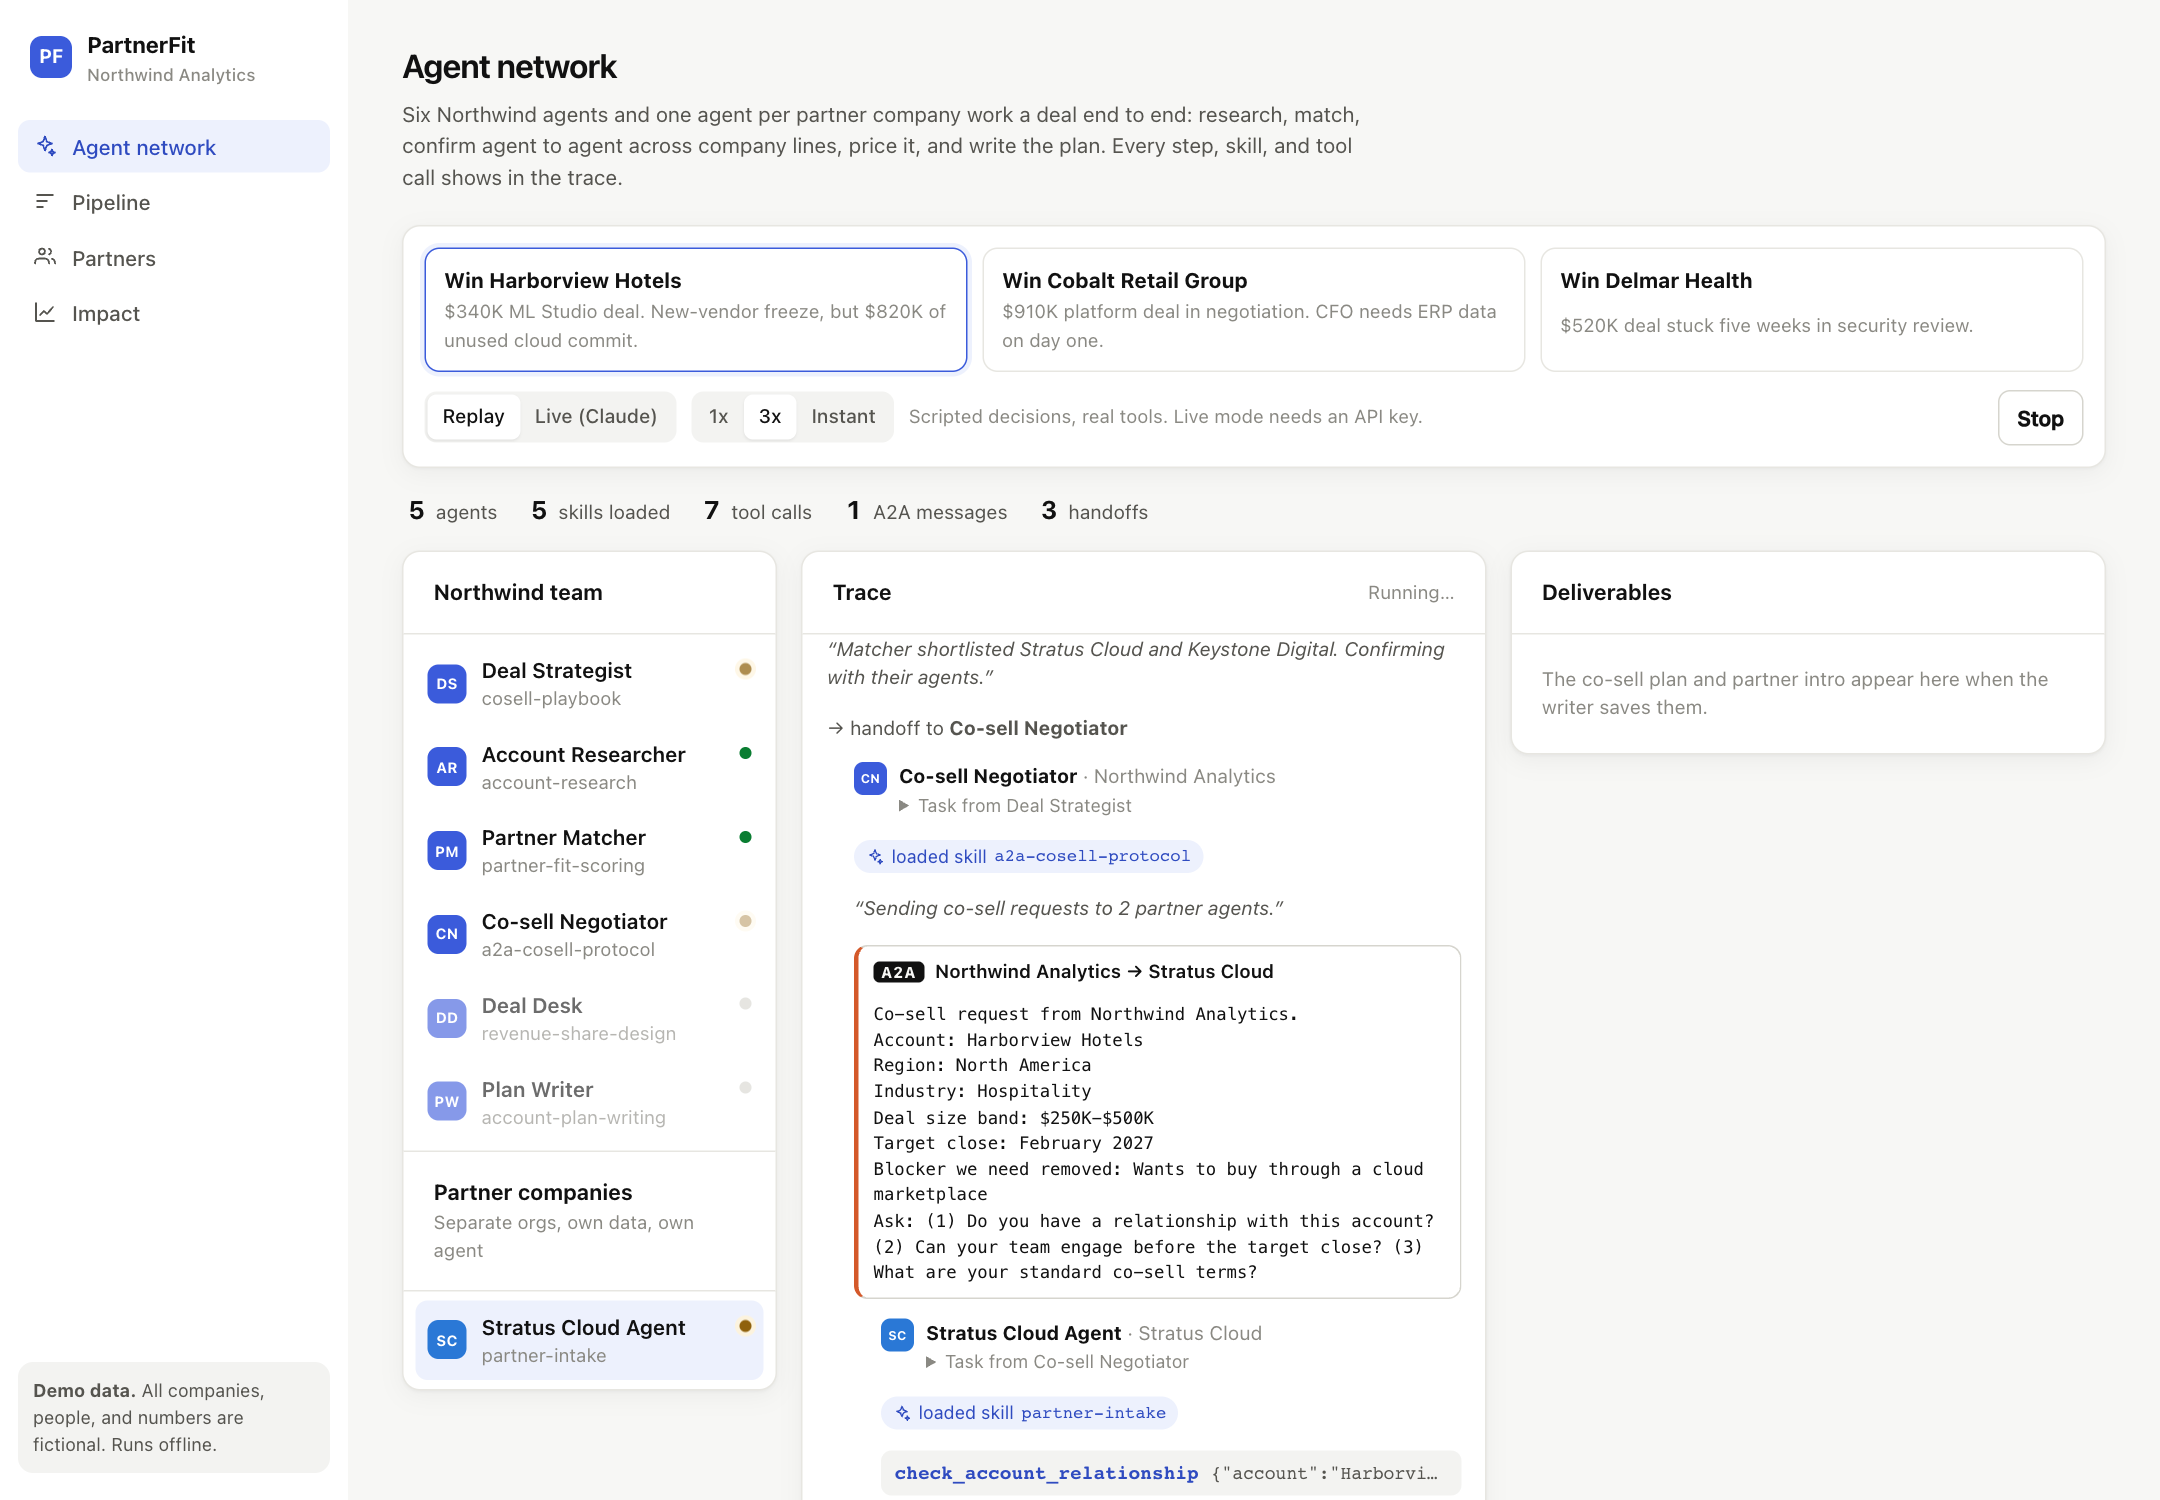 PF
PartnerFit
Northwind Analytics
Agent network
Pipeline
Partners
Impact
Demo data. All companies,
people, and numbers are
fictional. Runs offline.
Agent network
Six Northwind agents and one agent per partner company work a deal end to end: research, match,
confirm agent to agent across company lines, price it, and write the plan. Every step, skill, and tool
call shows in the trace.
Win Harborview Hotels
$340K ML Studio deal. New-vendor freeze, but $820K of
unused cloud commit.
Win Cobalt Retail Group
$910K platform deal in negotiation. CFO needs ERP data
on day one.
Win Delmar Health
$520K deal stuck five weeks in security review.
Replay Live (Claude) 1x 3x Instant Scripted decisions, real tools. Live mode needs an API key. Stop
5 agents 5 skills loaded 7 tool calls 1 A2A messages 3 handoffs
Northwind team
DS Deal Strategist
cosell-playbook
AR Account Researcher
account-research
PM Partner Matcher
partner-fit-scoring
CN Co-sell Negotiator
a2a-cosell-protocol
DD Deal Desk
revenue-share-design
PW Plan Writer
account-plan-writing
Partner companies
Separate orgs, own data, own
agent
SC Stratus Cloud Agent
partner-intake
Trace Running...
“Matcher shortlisted Stratus Cloud and Keystone Digital. Confirming
with their agents.”
→ handoff to Co-sell Negotiator
CN Co-sell Negotiator · Northwind Analytics
▶ Task from Deal Strategist
loaded skill a2a-cosell-protocol
“Sending co-sell requests to 2 partner agents.”
A2A Northwind Analytics → Stratus Cloud
Co-sell request from Northwind Analytics.
Account: Harborview Hotels
Region: North America
Industry: Hospitality
Deal size band: $250K–$500K
Target close: February 2027
Blocker we need removed: Wants to buy through a cloud
marketplace
Ask: (1) Do you have a relationship with this account?
(2) Can your team engage before the target close? (3)
What are your standard co-sell terms?
SC Stratus Cloud Agent · Stratus Cloud
▶ Task from Co-sell Negotiator
loaded skill partner-intake
check_account_relationship {"account":"Harborvi…
Deliverables
The co-sell plan and partner intro appear here when the
writer saves them.